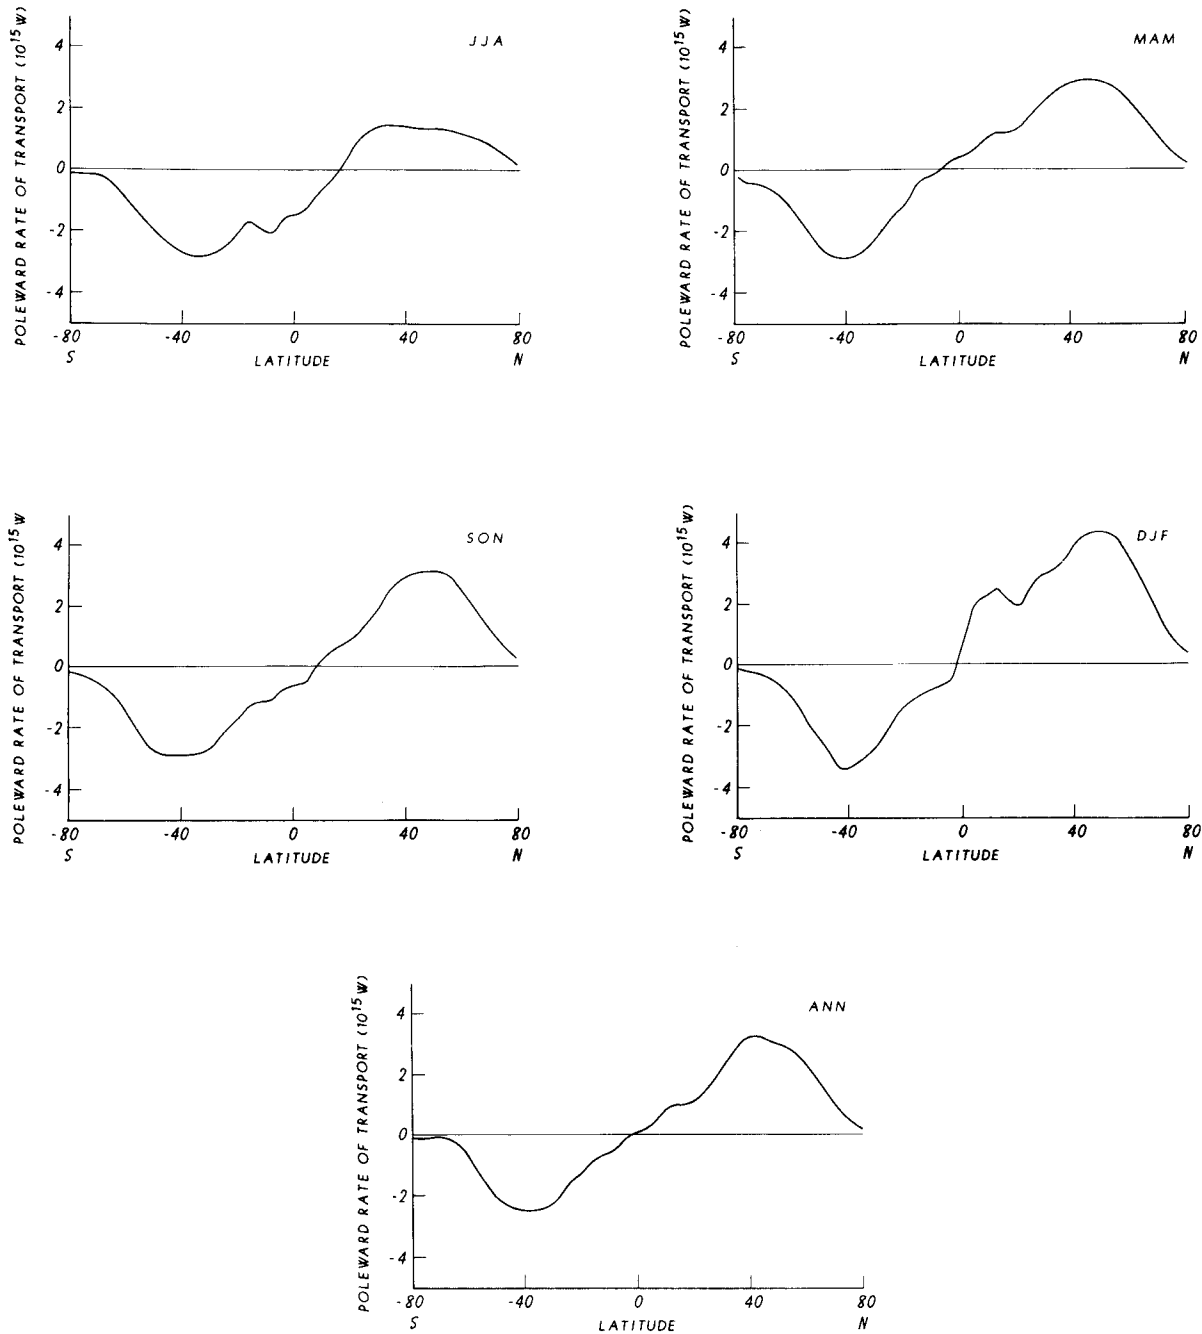 JJA
POLEWARD RATE OF TRANSPORT (10^15 W)
4
2
0
-2
-4
-80 -40 0 40 80
S LATITUDE N
MAM
POLEWARD RATE OF TRANSPORT (10^15 W)
4
2
0
-2
-4
-80 -40 0 40 80
S LATITUDE N
SON
POLEWARD RATE OF TRANSPORT (10^15 W
4
2
0
-2
-4
-80 -40 0 40 80
S LATITUDE N
DJF
POLEWARD RATE OF TRANSPORT (10^15 W)
4
2
0
-2
-4
-80 -40 0 40 80
S LATITUDE N
ANN
POLEWARD RATE OF TRANSPORT (10^15 W)
4
2
0
-2
-4
-80 -40 0 40 80
S LATITUDE N